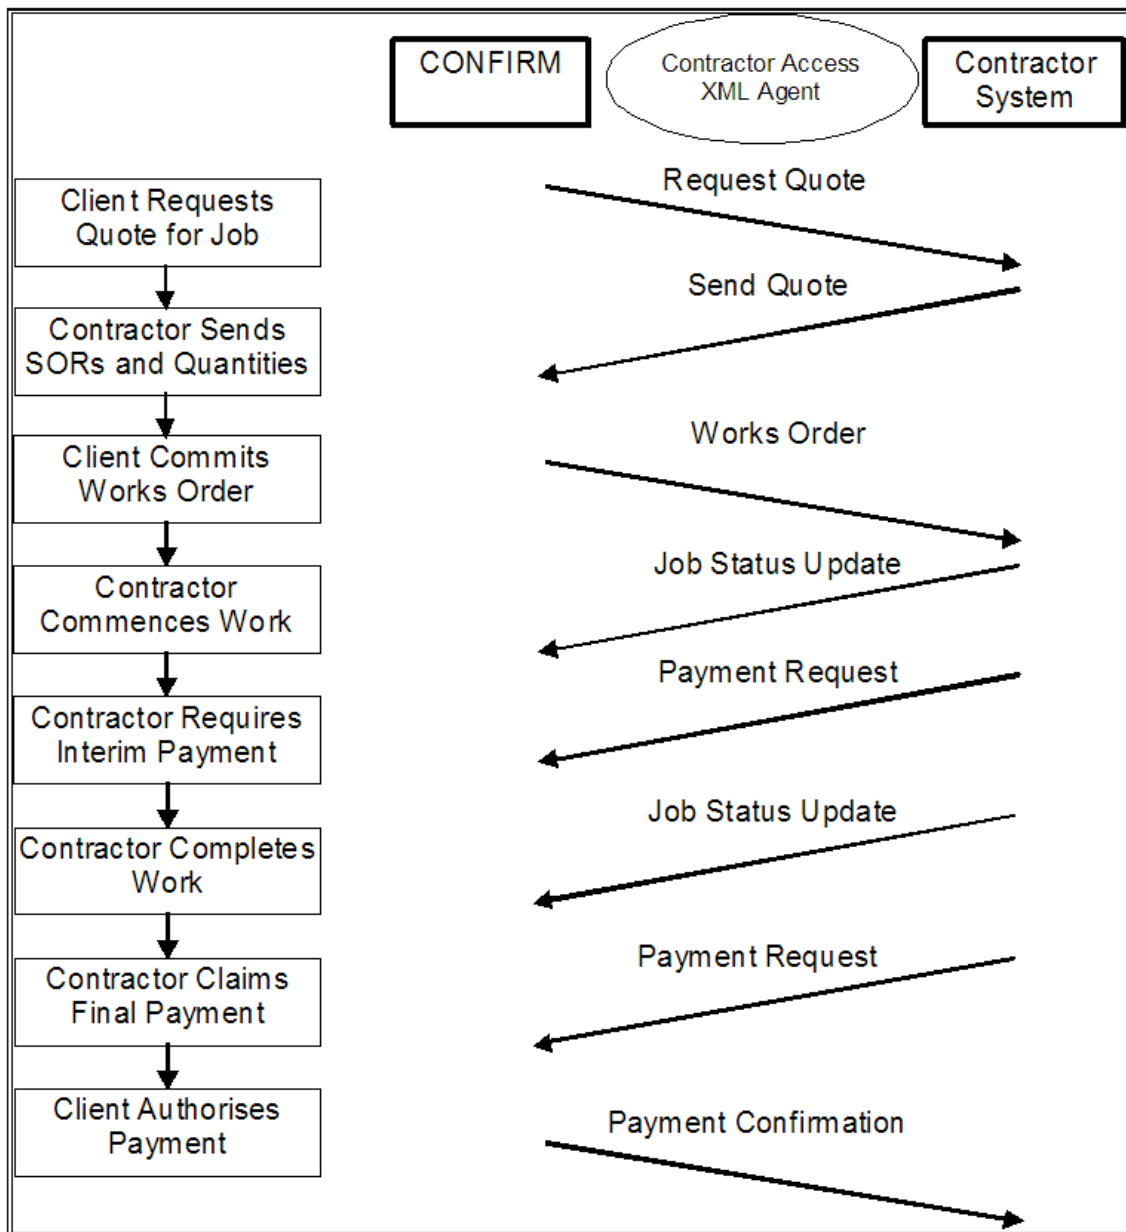 CONFIRM
Contractor Access
XML Agent
Contractor
System
Client Requests
Quote for Job
Request Quote
Send Quote
Contractor Sends
SORs and Quantities
Client Commits
Works Order
Works Order
Contractor
Commences Work
Job Status Update
Contractor Requires
Interim Payment
Payment Request
Contractor Completes
Work
Job Status Update
Contractor Claims
Final Payment
Payment Request
Client Authorises
Payment
Payment Confirmation